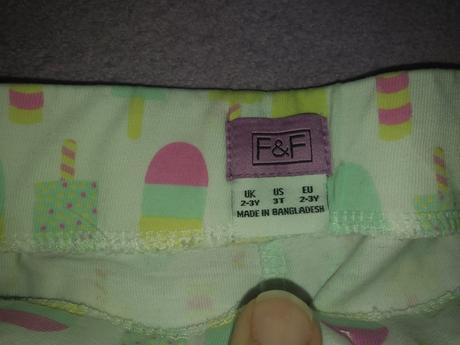 F&F
UK US EU
2-3Y 3T 2-3Y
MADE IN BANGLADESH